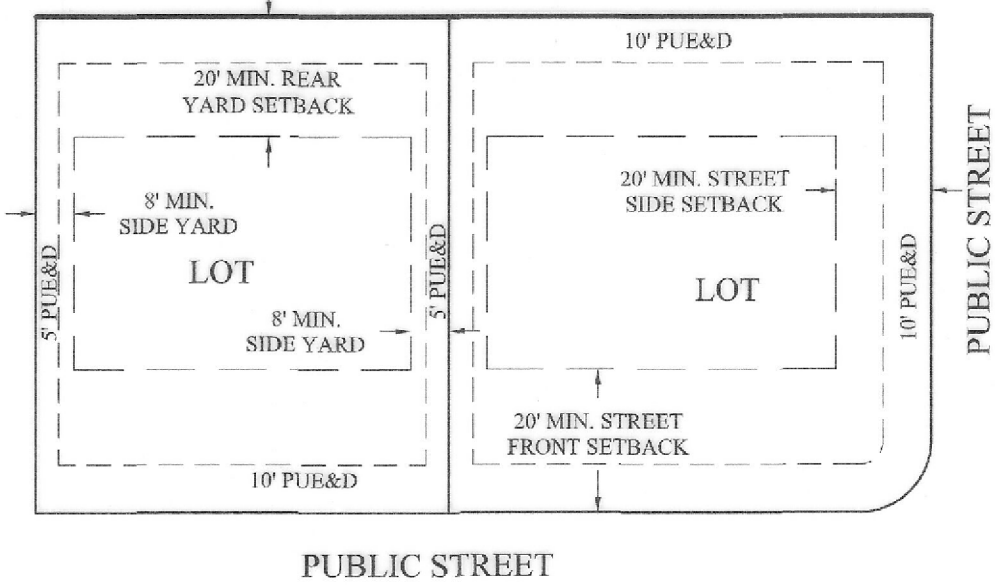 10' PUE&D
20' MIN. REAR
YARD SETBACK
8' MIN.
SIDE YARD
LOT
5' PUE&D
5' PUE&D
8' MIN.
SIDE YARD
10' PUE&D
20' MIN. STREET
SIDE SETBACK
LOT
10' PUE&D
PUBLIC STREET
20' MIN. STREET
FRONT SETBACK
PUBLIC STREET